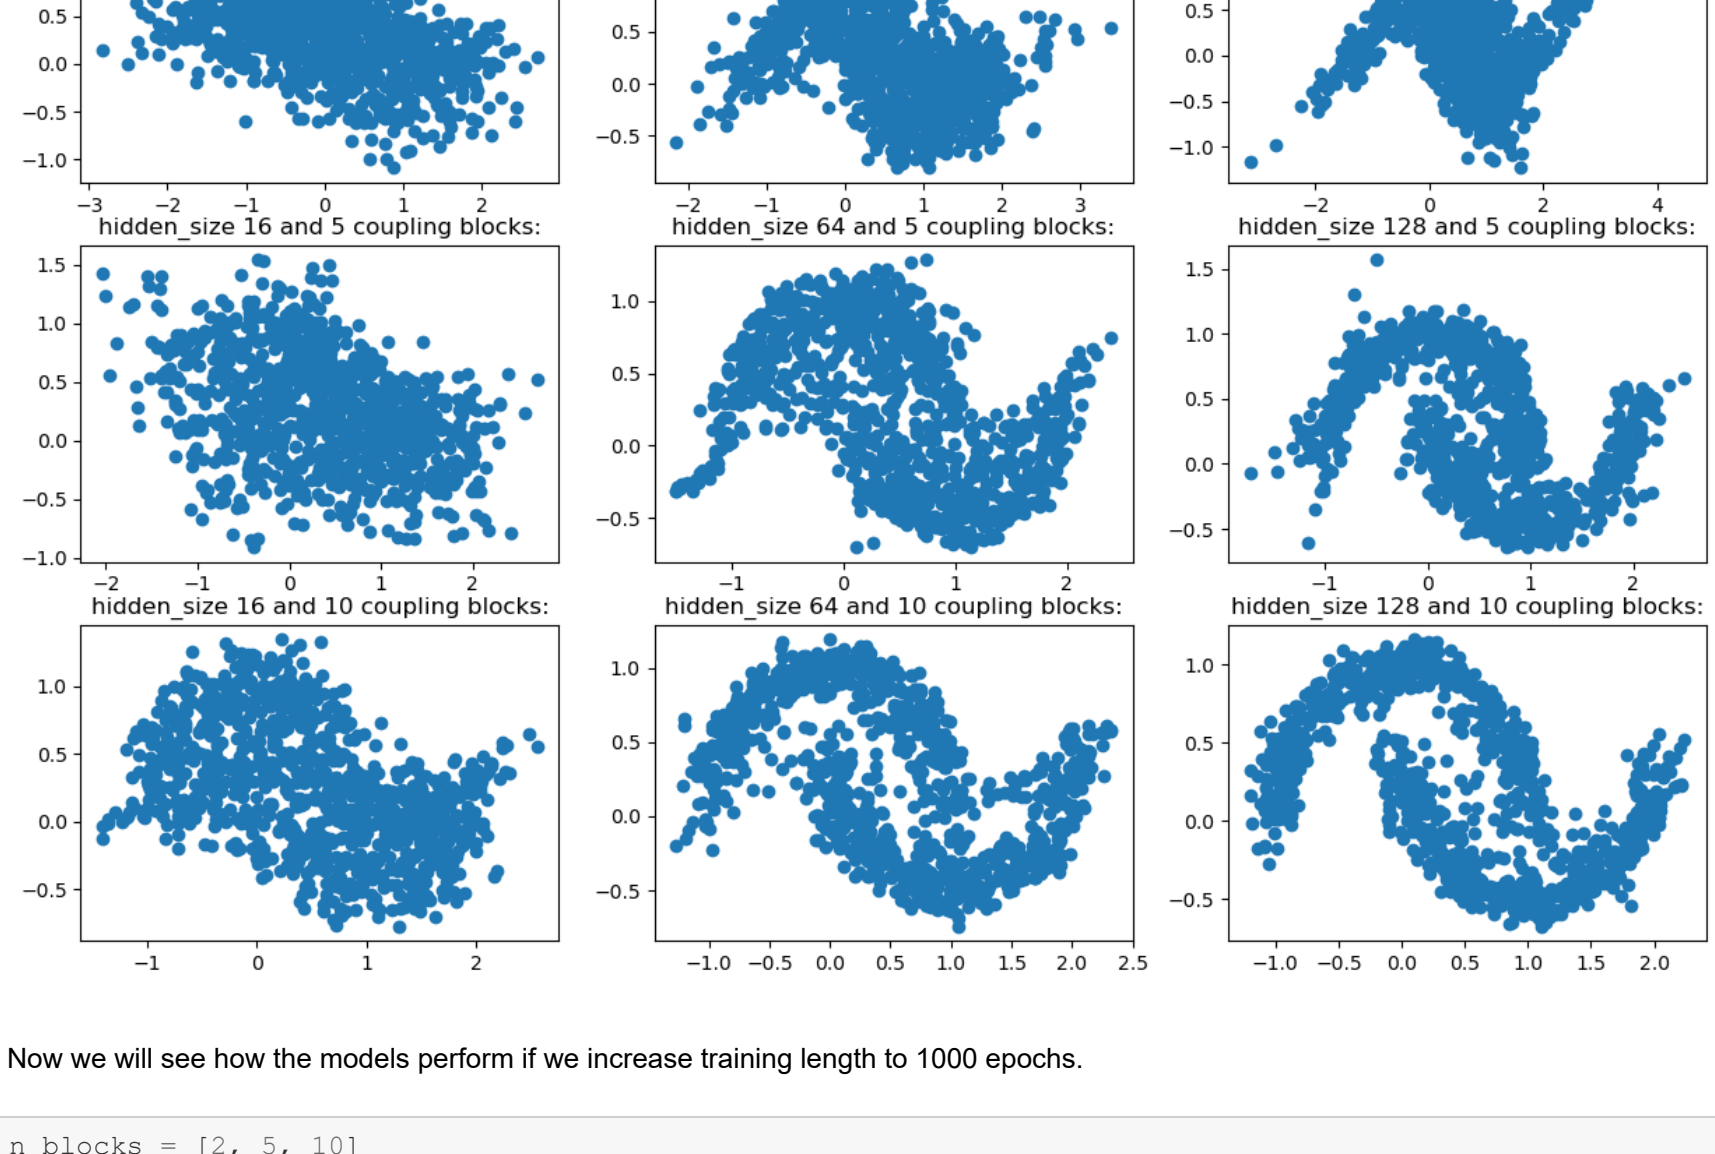 0.5
0.0
−0.5
−1.0
−3 −2 −1 0 1 2
0.5
0.0
−0.5
−2 −1 0 1 2 3
0.5
0.0
−0.5
−1.0
−2 0 2 4
hidden_size 16 and 5 coupling blocks:
1.5
1.0
0.5
0.0
−0.5
−1.0
−2 −1 0 1 2
hidden_size 64 and 5 coupling blocks:
1.0
0.5
0.0
−0.5
−1 0 1 2
hidden_size 128 and 5 coupling blocks:
1.5
1.0
0.5
0.0
−0.5
−1 0 1 2
hidden_size 16 and 10 coupling blocks:
1.0
0.5
0.0
−0.5
−1 0 1 2
hidden_size 64 and 10 coupling blocks:
1.0
0.5
0.0
−0.5
−1.0 −0.5 0.0 0.5 1.0 1.5 2.0 2.5
hidden_size 128 and 10 coupling blocks:
1.0
0.5
0.0
−0.5
−1.0 −0.5 0.0 0.5 1.0 1.5 2.0
Now we will see how the models perform if we increase training length to 1000 epochs.
n_blocks = [2, 5, 10]